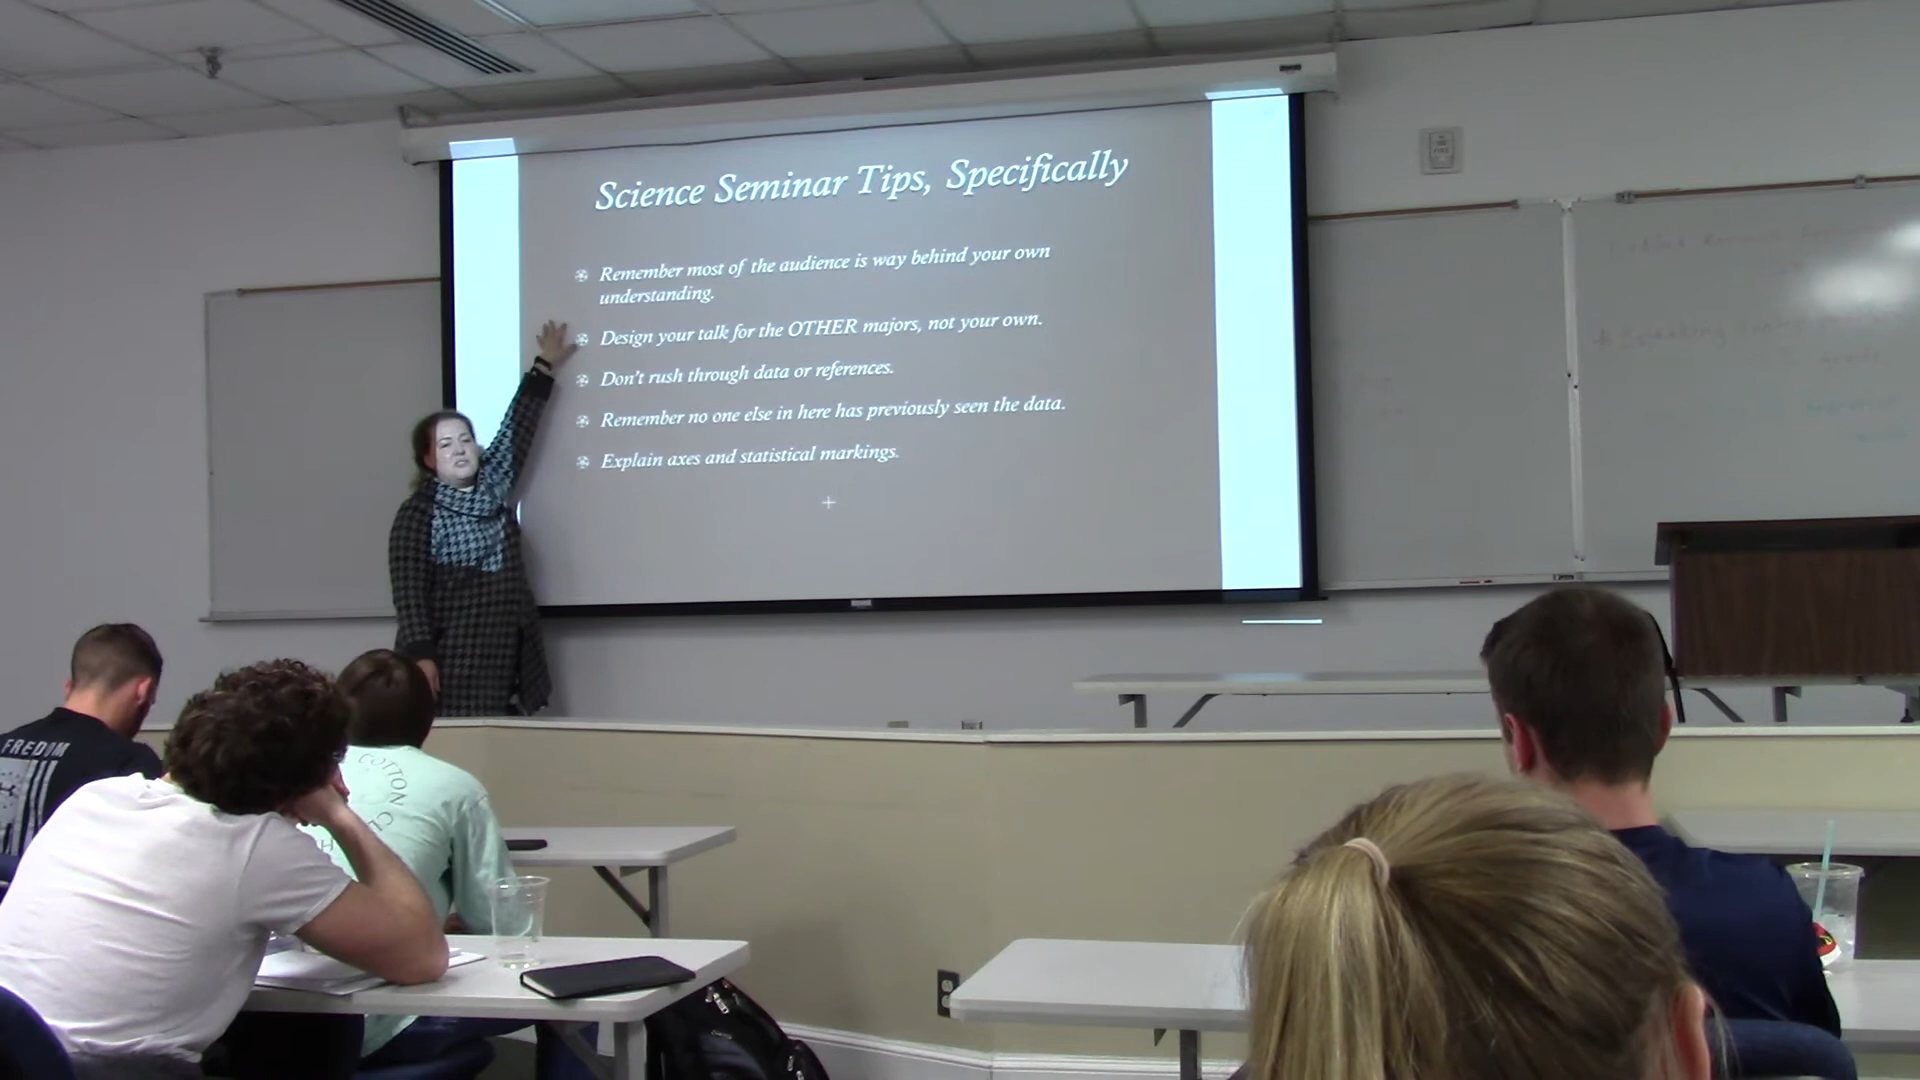 Science Seminar Tips, Specifically
Remember most of the audience is way behind your own
understanding.
Design your talk for the OTHER majors, not your own.
Don't rush through data or references.
Remember no one else in here has previously seen the data.
Explain axes and statistical markings.
FREDOM
COTTON